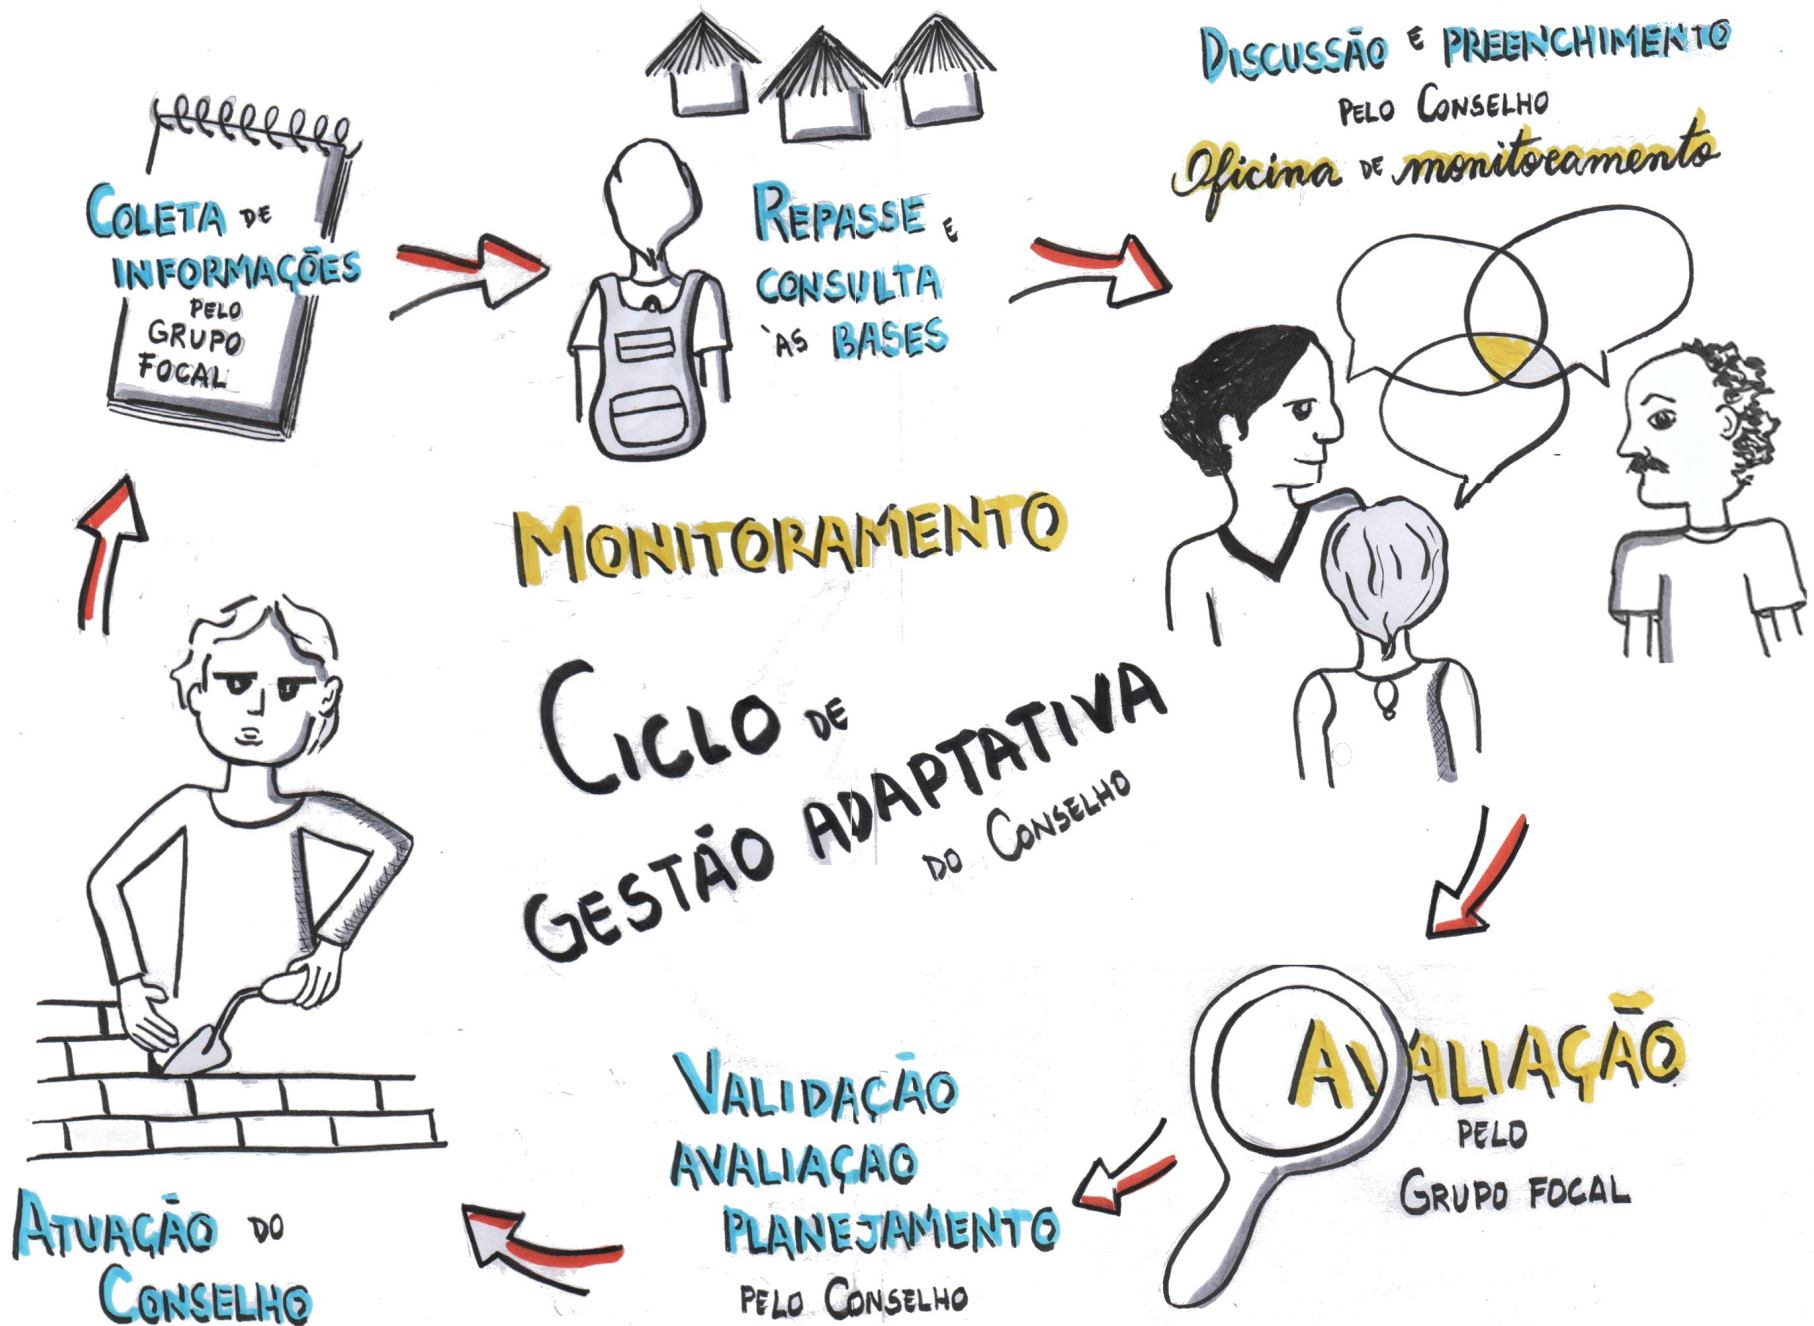 COLETA DE
INFORMAÇÕES
PELO
GRUPO
FOCAL
REPASSE E
CONSULTA
ÀS BASES
DISCUSSÃO E PREENCHIMENTO
PELO CONSELHO
Oficina DE monitoramento
MONITORAMENTO
CICLO DE
GESTÃO ADAPTATIVA
DO CONSELHO
AVALIAÇÃO
PELO
GRUPO FOCAL
VALIDAÇÃO
AVALIAÇAO
PLANEJAMENTO
PELO CONSELHO
ATUAÇÃO DO
CONSELHO